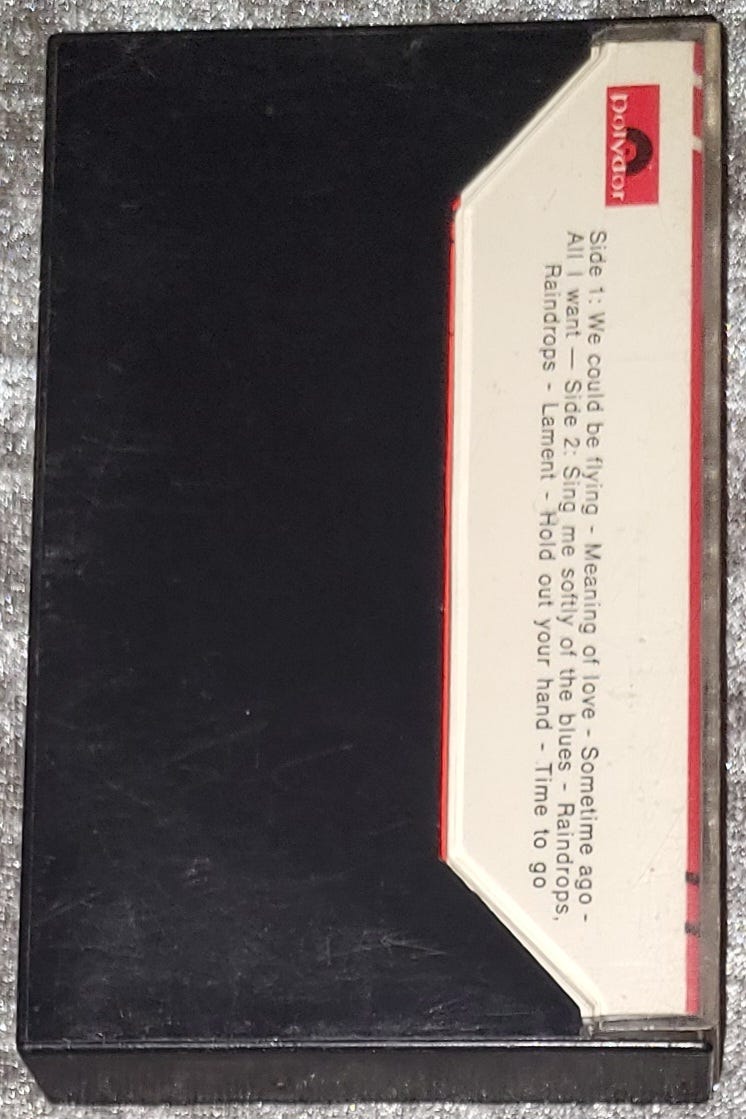 polydor
Side 1: We could be flying - Meaning of love - Sometime ago -
All I want — Side 2: Sing me softly of the blues - Raindrops,
Raindrops - Lament - Hold out your hand - Time to go